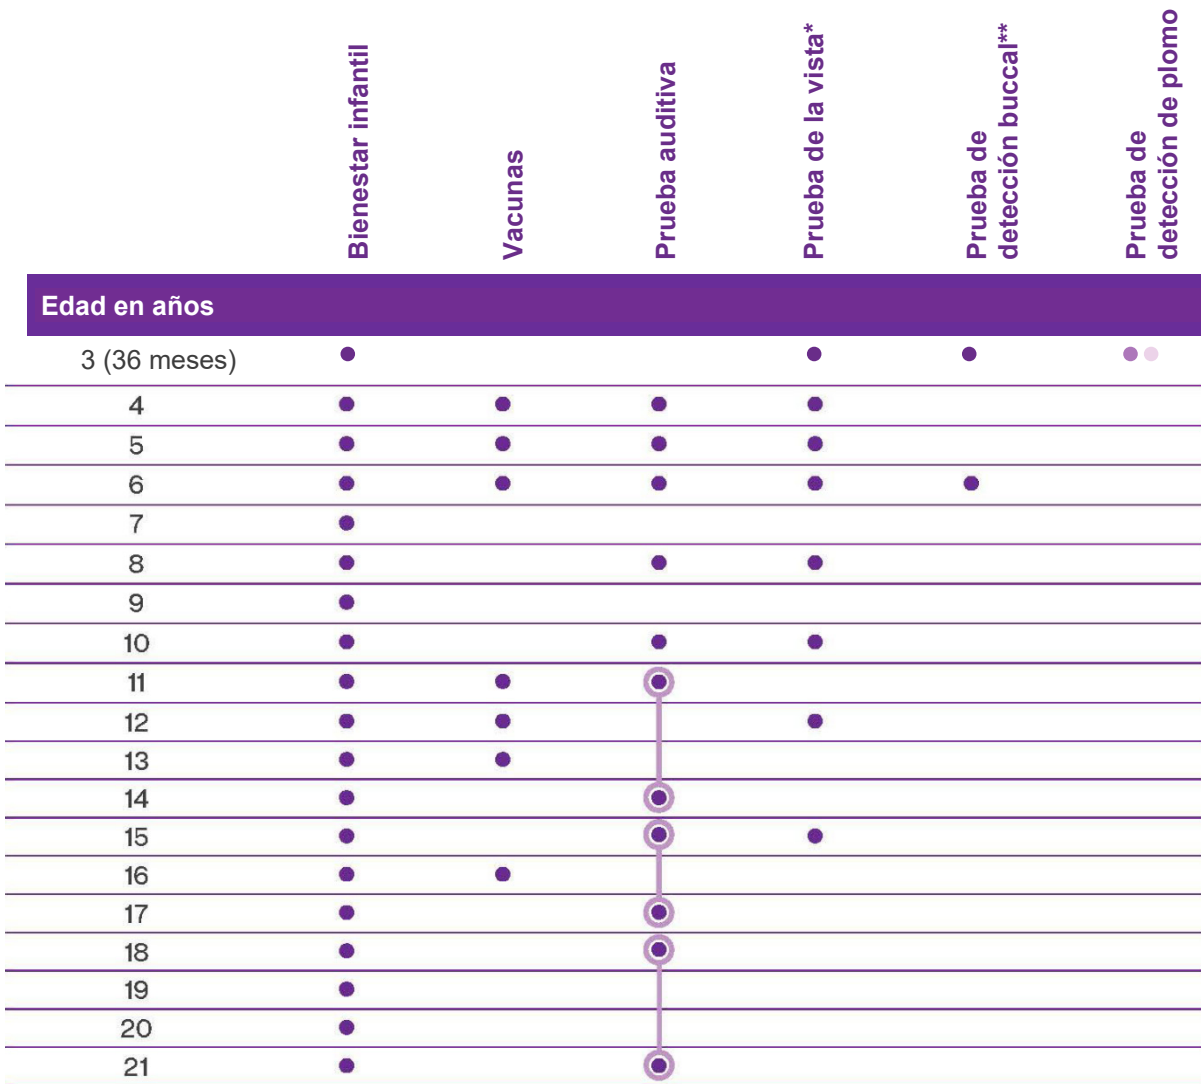 Bienestar infantil
Vacunas
Prueba auditiva
Prueba de la vista*
Prueba de
detección buccal**
Prueba de
detección de plomo
Edad en años
3 (36 meses)
4
5
6
7
8
9
10
11
12
13
14
15
16
17
18
19
20
21